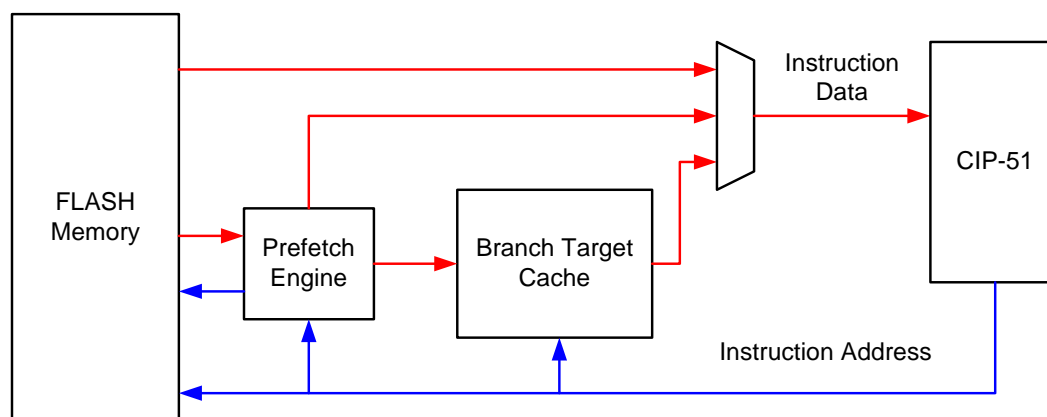 Instruction
Data
CIP-51
FLASH
Memory
Prefetch
Engine
Branch Target
Cache
Instruction Address